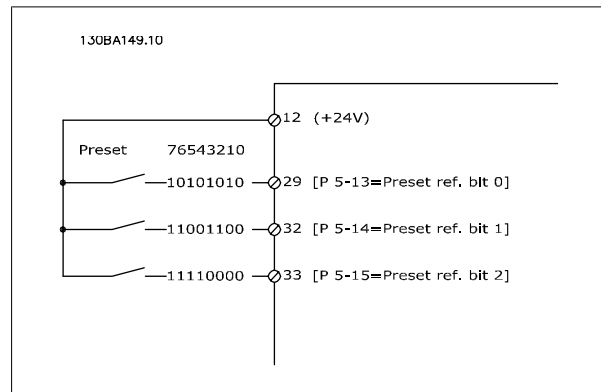 130BA149.10
12 (+24V)
Preset 76543210
10101010 29 [P 5-13=Preset ref. bit 0]
11001100 32 [P 5-14=Preset ref. bit 1]
11110000 33 [P 5-15=Preset ref. bit 2]